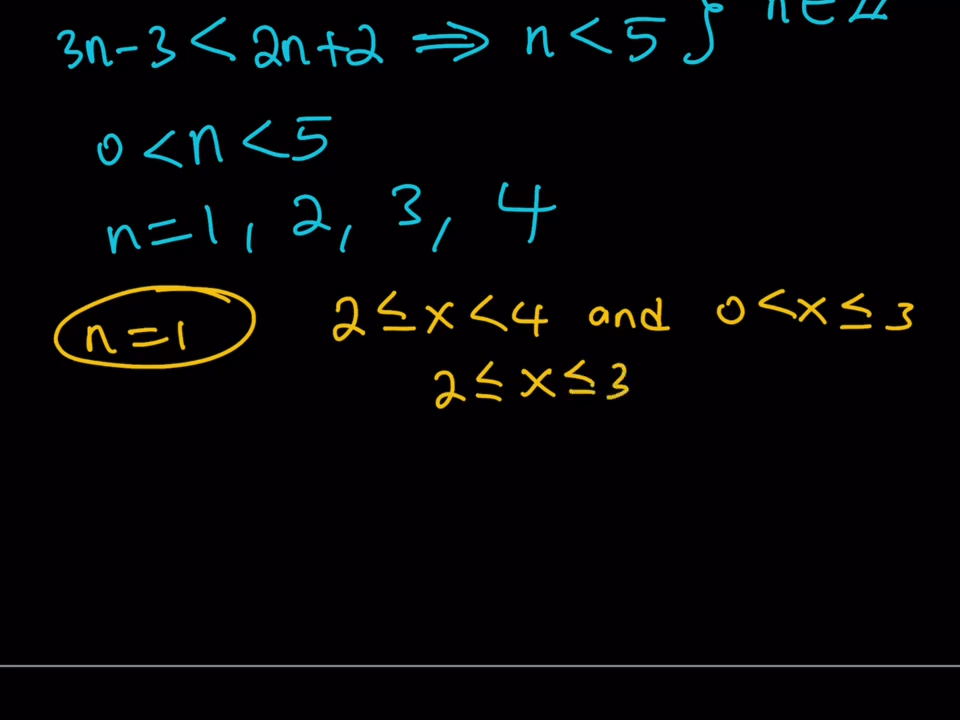 3n-3 < 2n+2 ⟹ n < 5 } n ∈ ℤ
0 < n < 5
n = 1, 2, 3, 4
n = 1 2 ≤ x < 4 and 0 < x ≤ 3
2 ≤ x ≤ 3